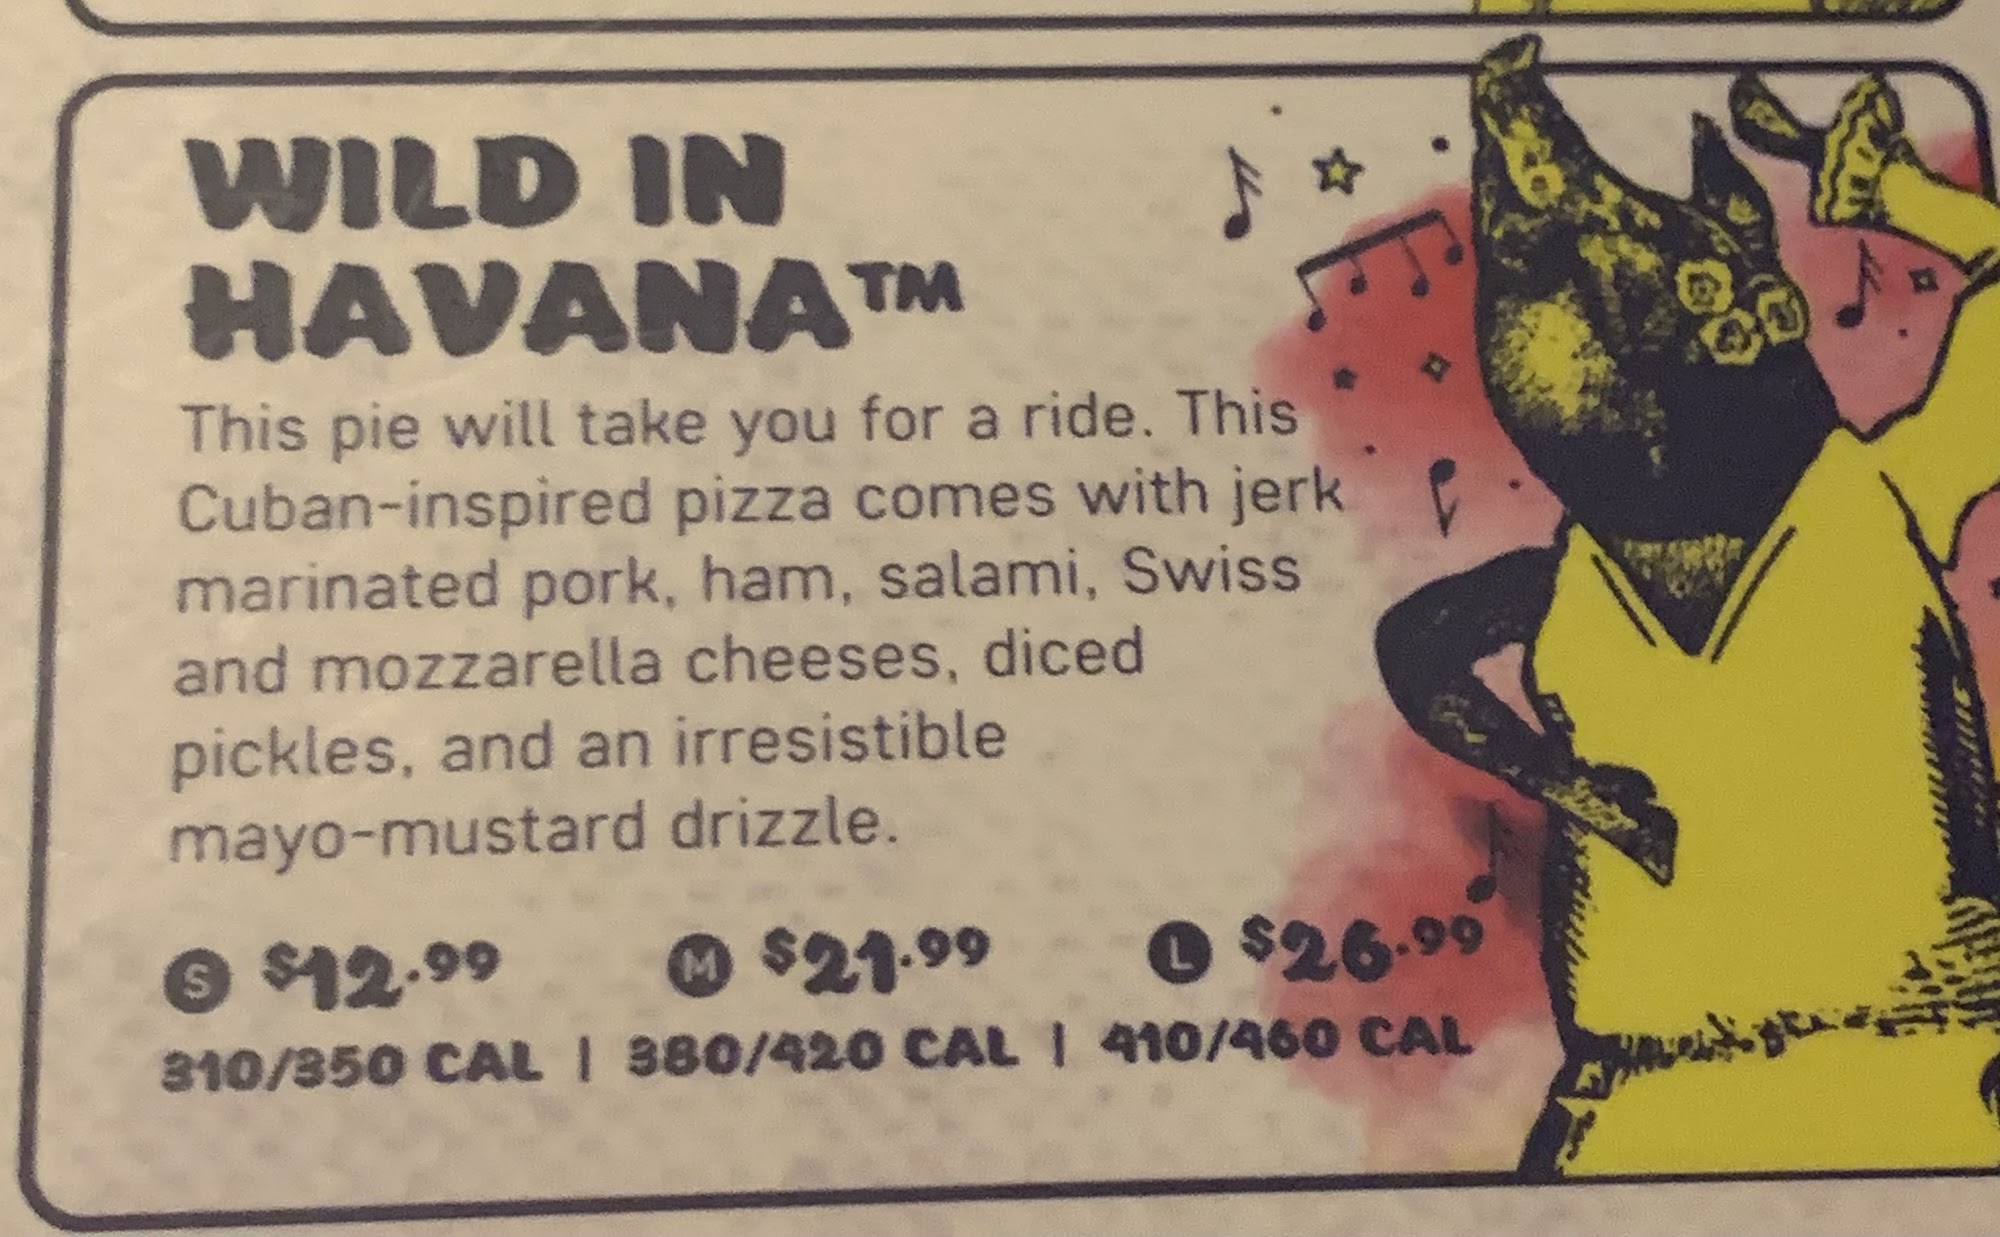 WILD IN
HAVANA™
This pie will take you for a ride. This
Cuban-inspired pizza comes with jerk
marinated pork, ham, salami, Swiss
and mozzarella cheeses, diced
pickles, and an irresistible
mayo-mustard drizzle.
S $12.99 M $21.99 L $26.99
310/350 CAL | 380/420 CAL | 410/460 CAL